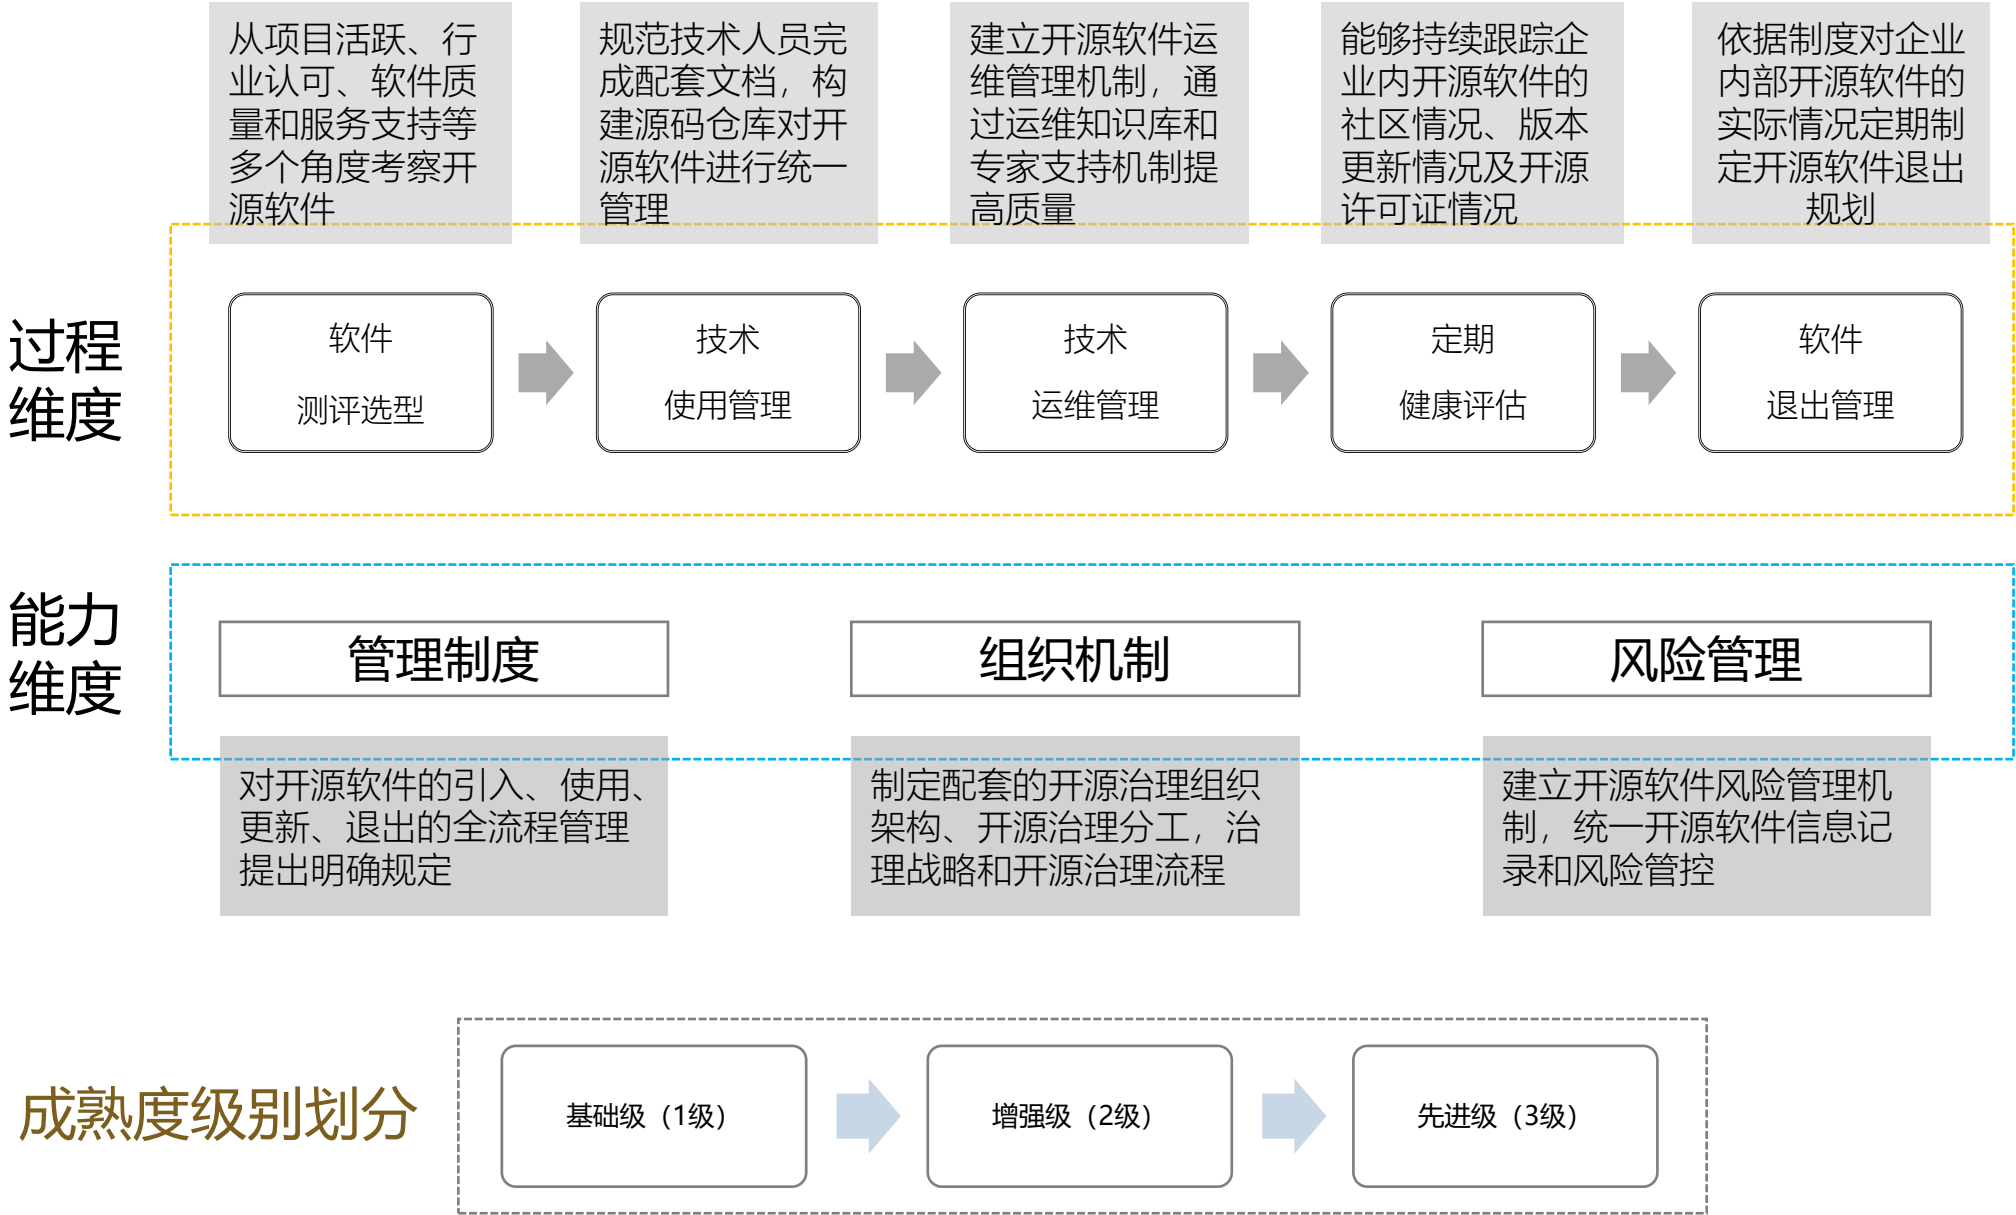 从项目活跃、行
业认可、软件质
量和服务支持等
多个角度考察开
源软件
规范技术人员完
成配套文档，构
建源码仓库对开
源软件进行统一
管理
建立开源软件运
维管理机制，通
过运维知识库和
专家支持机制提
高质量
能够持续跟踪企
业内开源软件的
社区情况、版本
更新情况及开源
许可证情况
依据制度对企业
内部开源软件的
实际情况定期制
定开源软件退出
规划
过程
维度
软件
测评选型
技术
使用管理
技术
运维管理
定期
健康评估
软件
退出管理
能力
维度
管理制度
组织机制
风险管理
对开源软件的引入、使用、
更新、退出的全流程管理
提出明确规定
制定配套的开源治理组织
架构、开源治理分工，治
理战略和开源治理流程
建立开源软件风险管理机
制，统一开源软件信息记
录和风险管控
成熟度级别划分
基础级（1级）
增强级（2级）
先进级（3级）